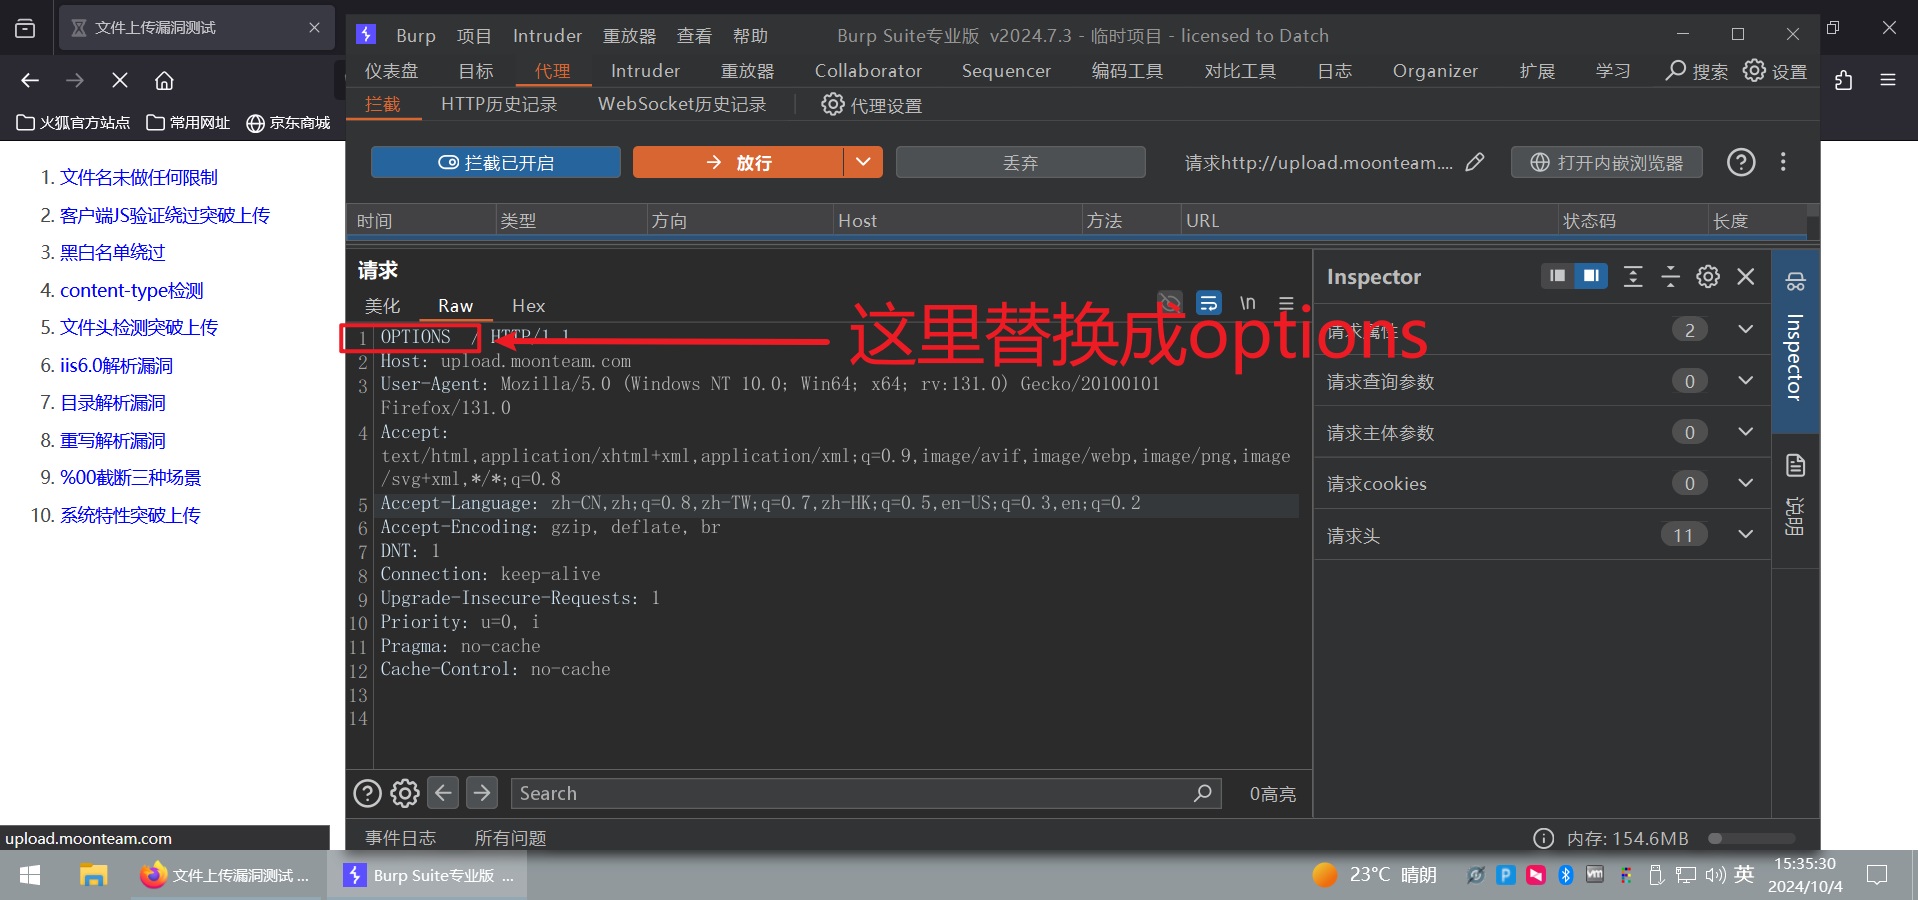 文件上传漏洞测试
火狐官方站点 常用网址 京东商城
1. 文件名未做任何限制
2. 客户端JS验证绕过突破上传
3. 黑白名单绕过
4. content-type检测
5. 文件头检测突破上传
6. iis6.0解析漏洞
7. 目录解析漏洞
8. 重写解析漏洞
9. %00截断三种场景
10. 系统特性突破上传
upload.moonteam.com
Burp 项目 Intruder 重放器 查看 帮助 Burp Suite专业版 v2024.7.3 - 临时项目 - licensed to Datch
仪表盘 目标 代理 Intruder 重放器 Collaborator Sequencer 编码工具 对比工具 日志 Organizer 扩展 学习 搜索 设置
拦截 HTTP历史记录 WebSocket历史记录 代理设置
拦截已开启 放行 丢弃 请求http://upload.moonteam.... 打开内嵌浏览器
时间 类型 方向 Host 方法 URL 状态码 长度
请求
美化 Raw Hex \n
这里替换成options
1 OPTIONS / HTTP/1.1
2 Host: upload.moonteam.com
3 User-Agent: Mozilla/5.0 (Windows NT 10.0; Win64; x64; rv:131.0) Gecko/20100101
Firefox/131.0
4 Accept:
text/html,application/xhtml+xml,application/xml;q=0.9,image/avif,image/webp,image/png,image
/svg+xml,*/*;q=0.8
5 Accept-Language: zh-CN,zh;q=0.8,zh-TW;q=0.7,zh-HK;q=0.5,en-US;q=0.3,en;q=0.2
6 Accept-Encoding: gzip, deflate, br
7 DNT: 1
8 Connection: keep-alive
9 Upgrade-Insecure-Requests: 1
10 Priority: u=0, i
11 Pragma: no-cache
12 Cache-Control: no-cache
13
14
Search 0高亮
Inspector
请求属性 2
请求查询参数 0
请求主体参数 0
请求cookies 0
请求头 11
Inspector
说明
事件日志 所有问题 内存: 154.6MB
文件上传漏洞测试 ... Burp Suite专业版 ... 23°C 晴朗 英 15:35:30
2024/10/4